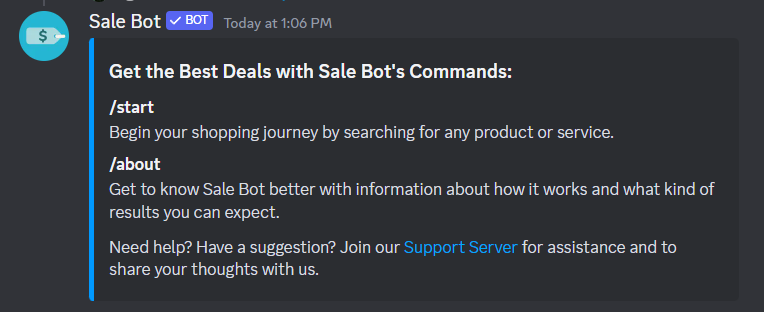 Sale Bot ✓ BOT Today at 1:06 PM
$
Get the Best Deals with Sale Bot's Commands:
/start
Begin your shopping journey by searching for any product or service.
/about
Get to know Sale Bot better with information about how it works and what kind of
results you can expect.
Need help? Have a suggestion? Join our Support Server for assistance and to
share your thoughts with us.